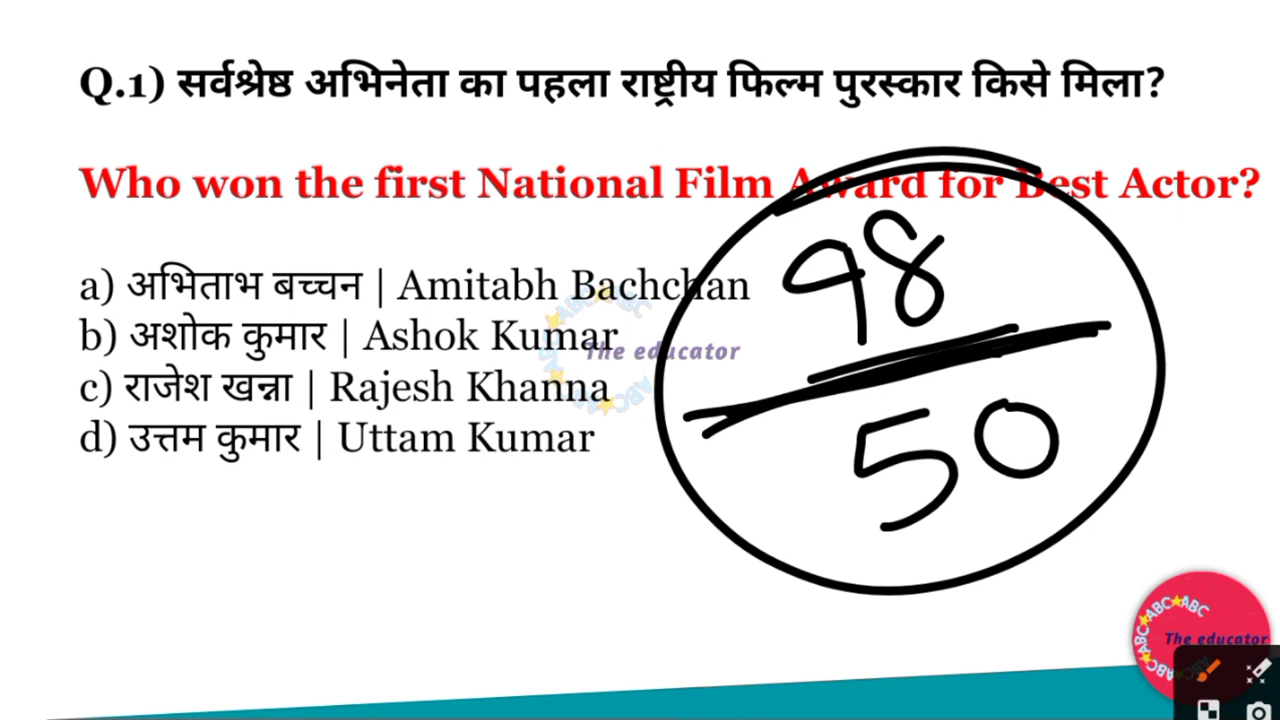 Q.1) सर्वश्रेष्ठ अभिनेता का पहला राष्ट्रीय फिल्म पुरस्कार किसे मिला?
Who won the first National Film Award for Best Actor?
a) अभिताभ बच्चन | Amitabh Bachchan
b) अशोक कुमार | Ashok Kumar
c) राजेश खन्ना | Rajesh Khanna
d) उत्तम कुमार | Uttam Kumar
The educator
98
50
ABC ABC ABC ABC
The educator